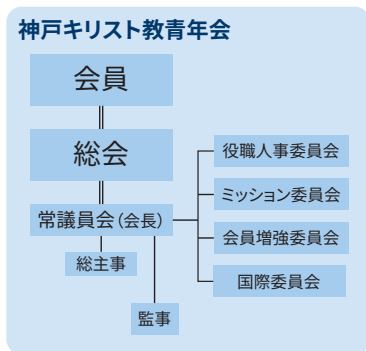 神戸キリスト教青年会
会員
総会
常議員会（会長）
総主事
監事
役職人事委員会
ミッション委員会
会員増強委員会
国際委員会